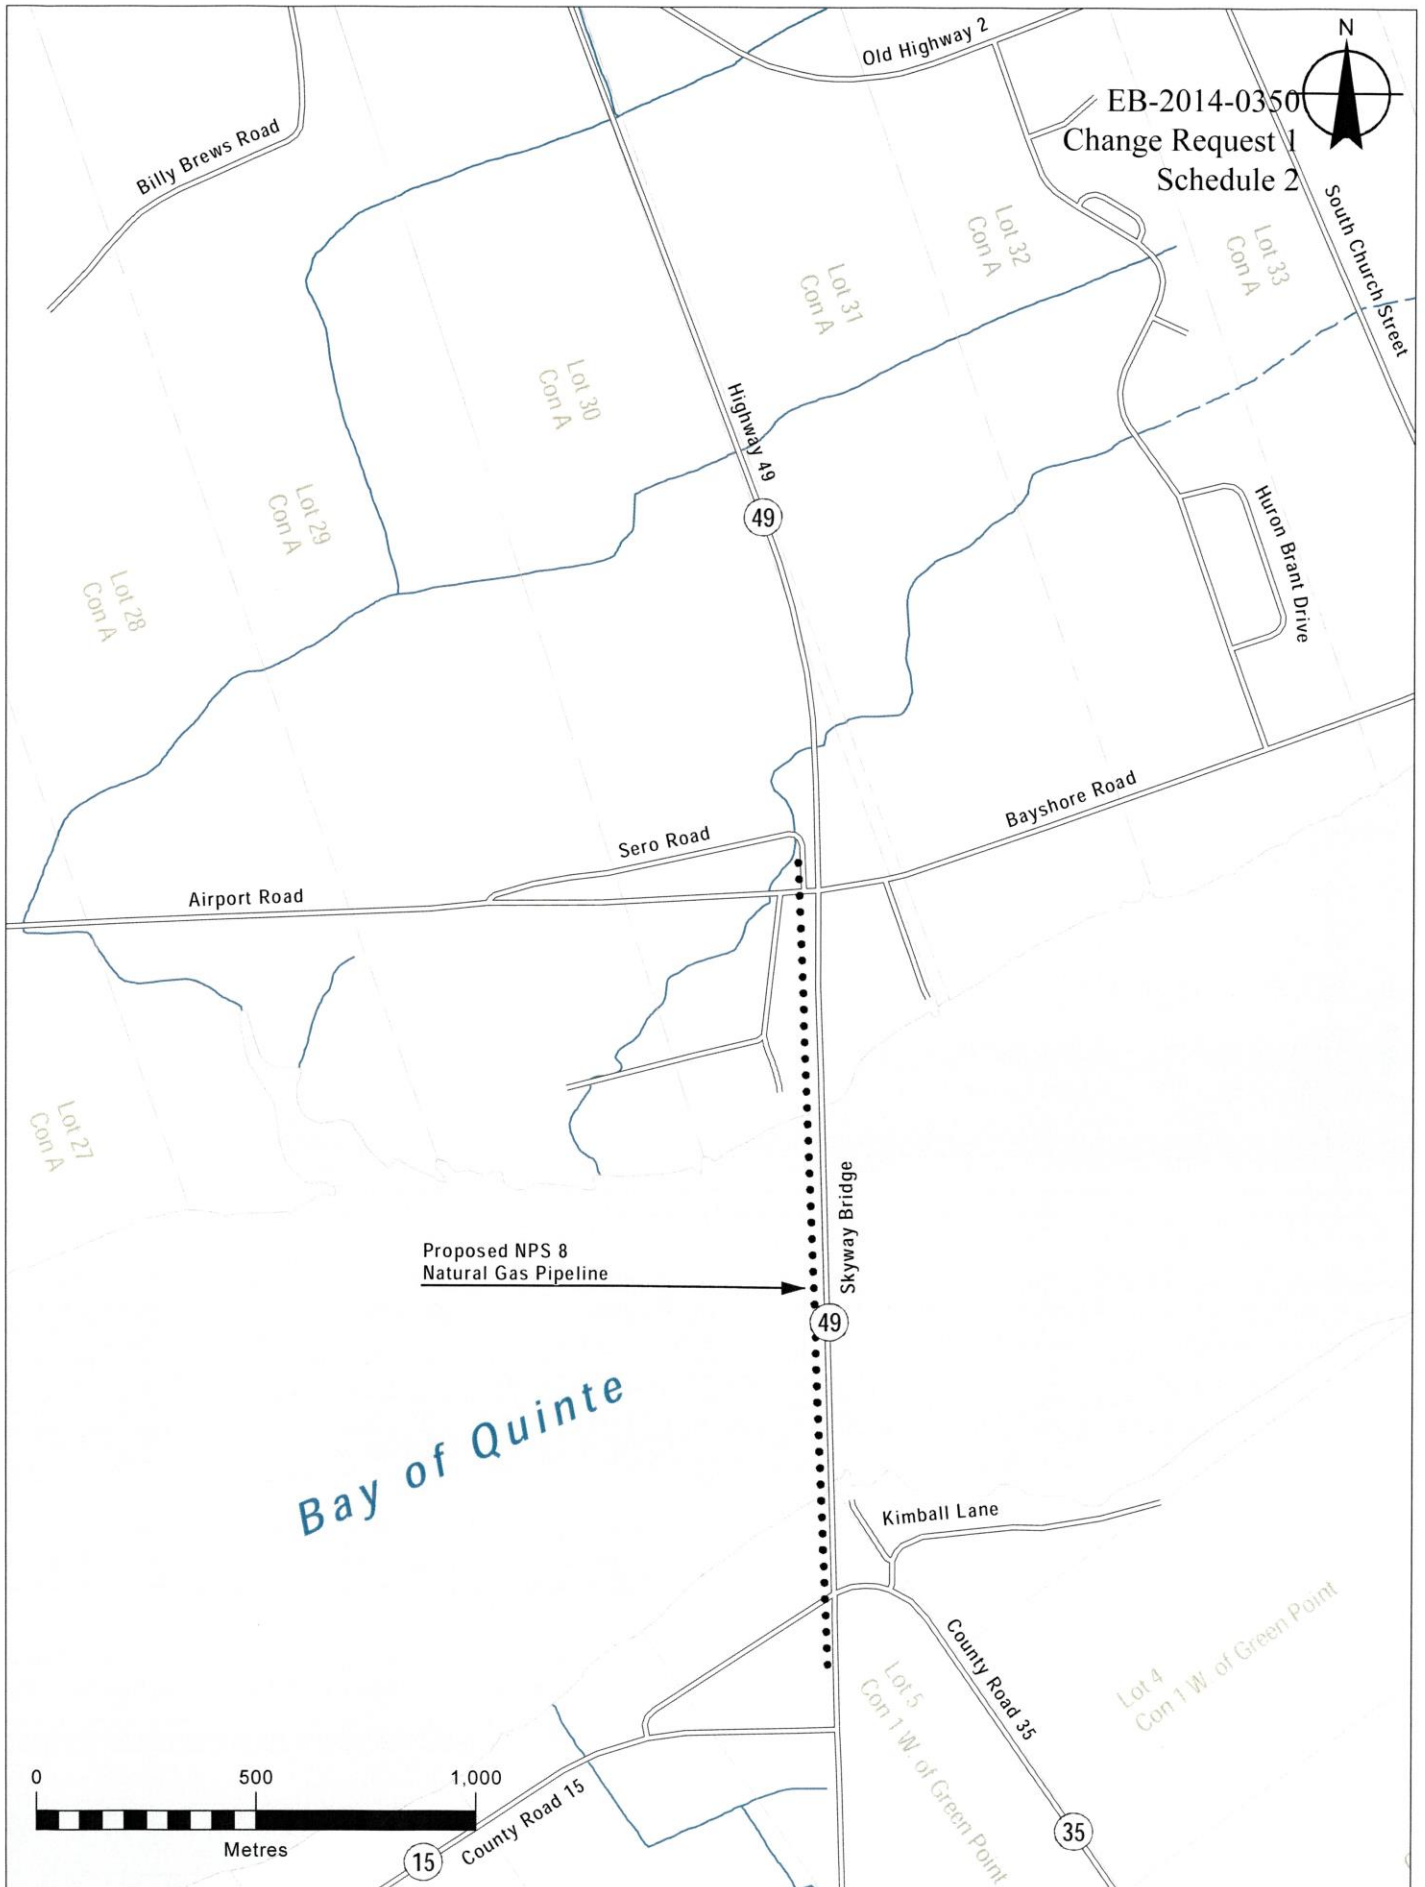 N
Old Highway 2
EB-2014-0350
Change Request 1
Schedule 2
Billy Brews Road
South Church Street
Lot 32
Con A
Lot 33
Con A
Lot 31
Con A
Lot 30
Con A
Highway 49
49
Lot 29
Con A
Huron Brant Drive
Lot 28
Con A
Bayshore Road
Sero Road
Airport Road
Lot 27
Con A
Skyway Bridge
Proposed NPS 8
Natural Gas Pipeline
49
Bay of Quinte
Kimball Lane
County Road 35
Lot 4
Con 1 W. of Green Point
Lot 5
Con 1 W. of Green Point
0 500 1,000
Metres
County Road 15
15
35